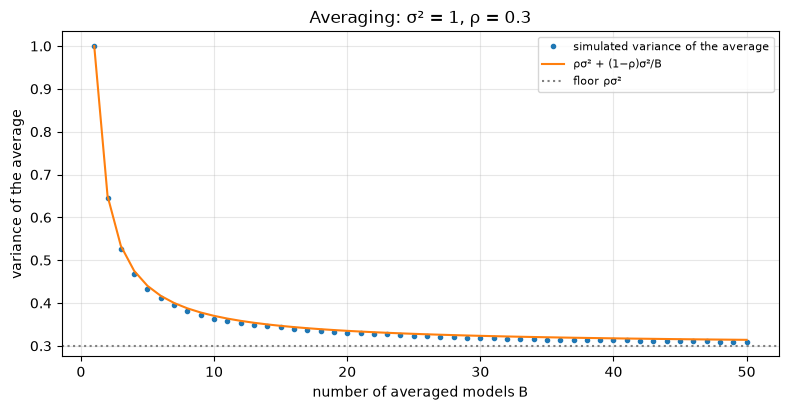 Averaging: σ² = 1, ρ = 0.3
simulated variance of the average
ρσ² + (1−ρ)σ²/B
floor ρσ²
variance of the average
1.0
0.9
0.8
0.7
0.6
0.5
0.4
0.3
0
10
20
30
40
50
number of averaged models B